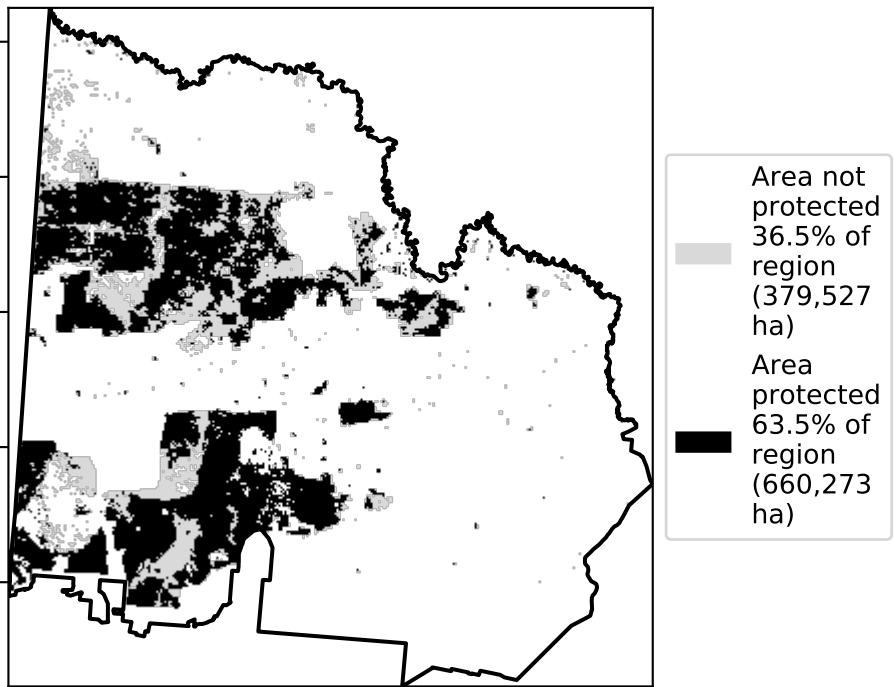 Area not
protected
36.5% of
region
(379,527
ha)
Area
protected
63.5% of
region
(660,273
ha)